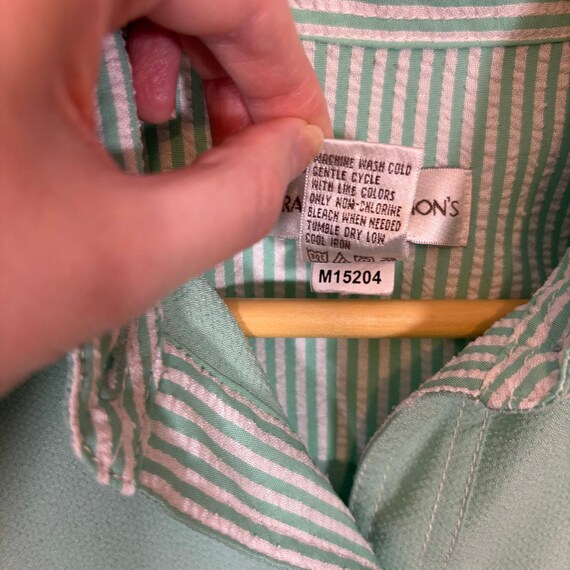 MACHINE WASH COLD
GENTLE CYCLE
WITH LIKE COLORS
ONLY NON-CHLORINE
BLEACH WHEN NEEDED
TUMBLE DRY LOW
COOL IRON
M15204